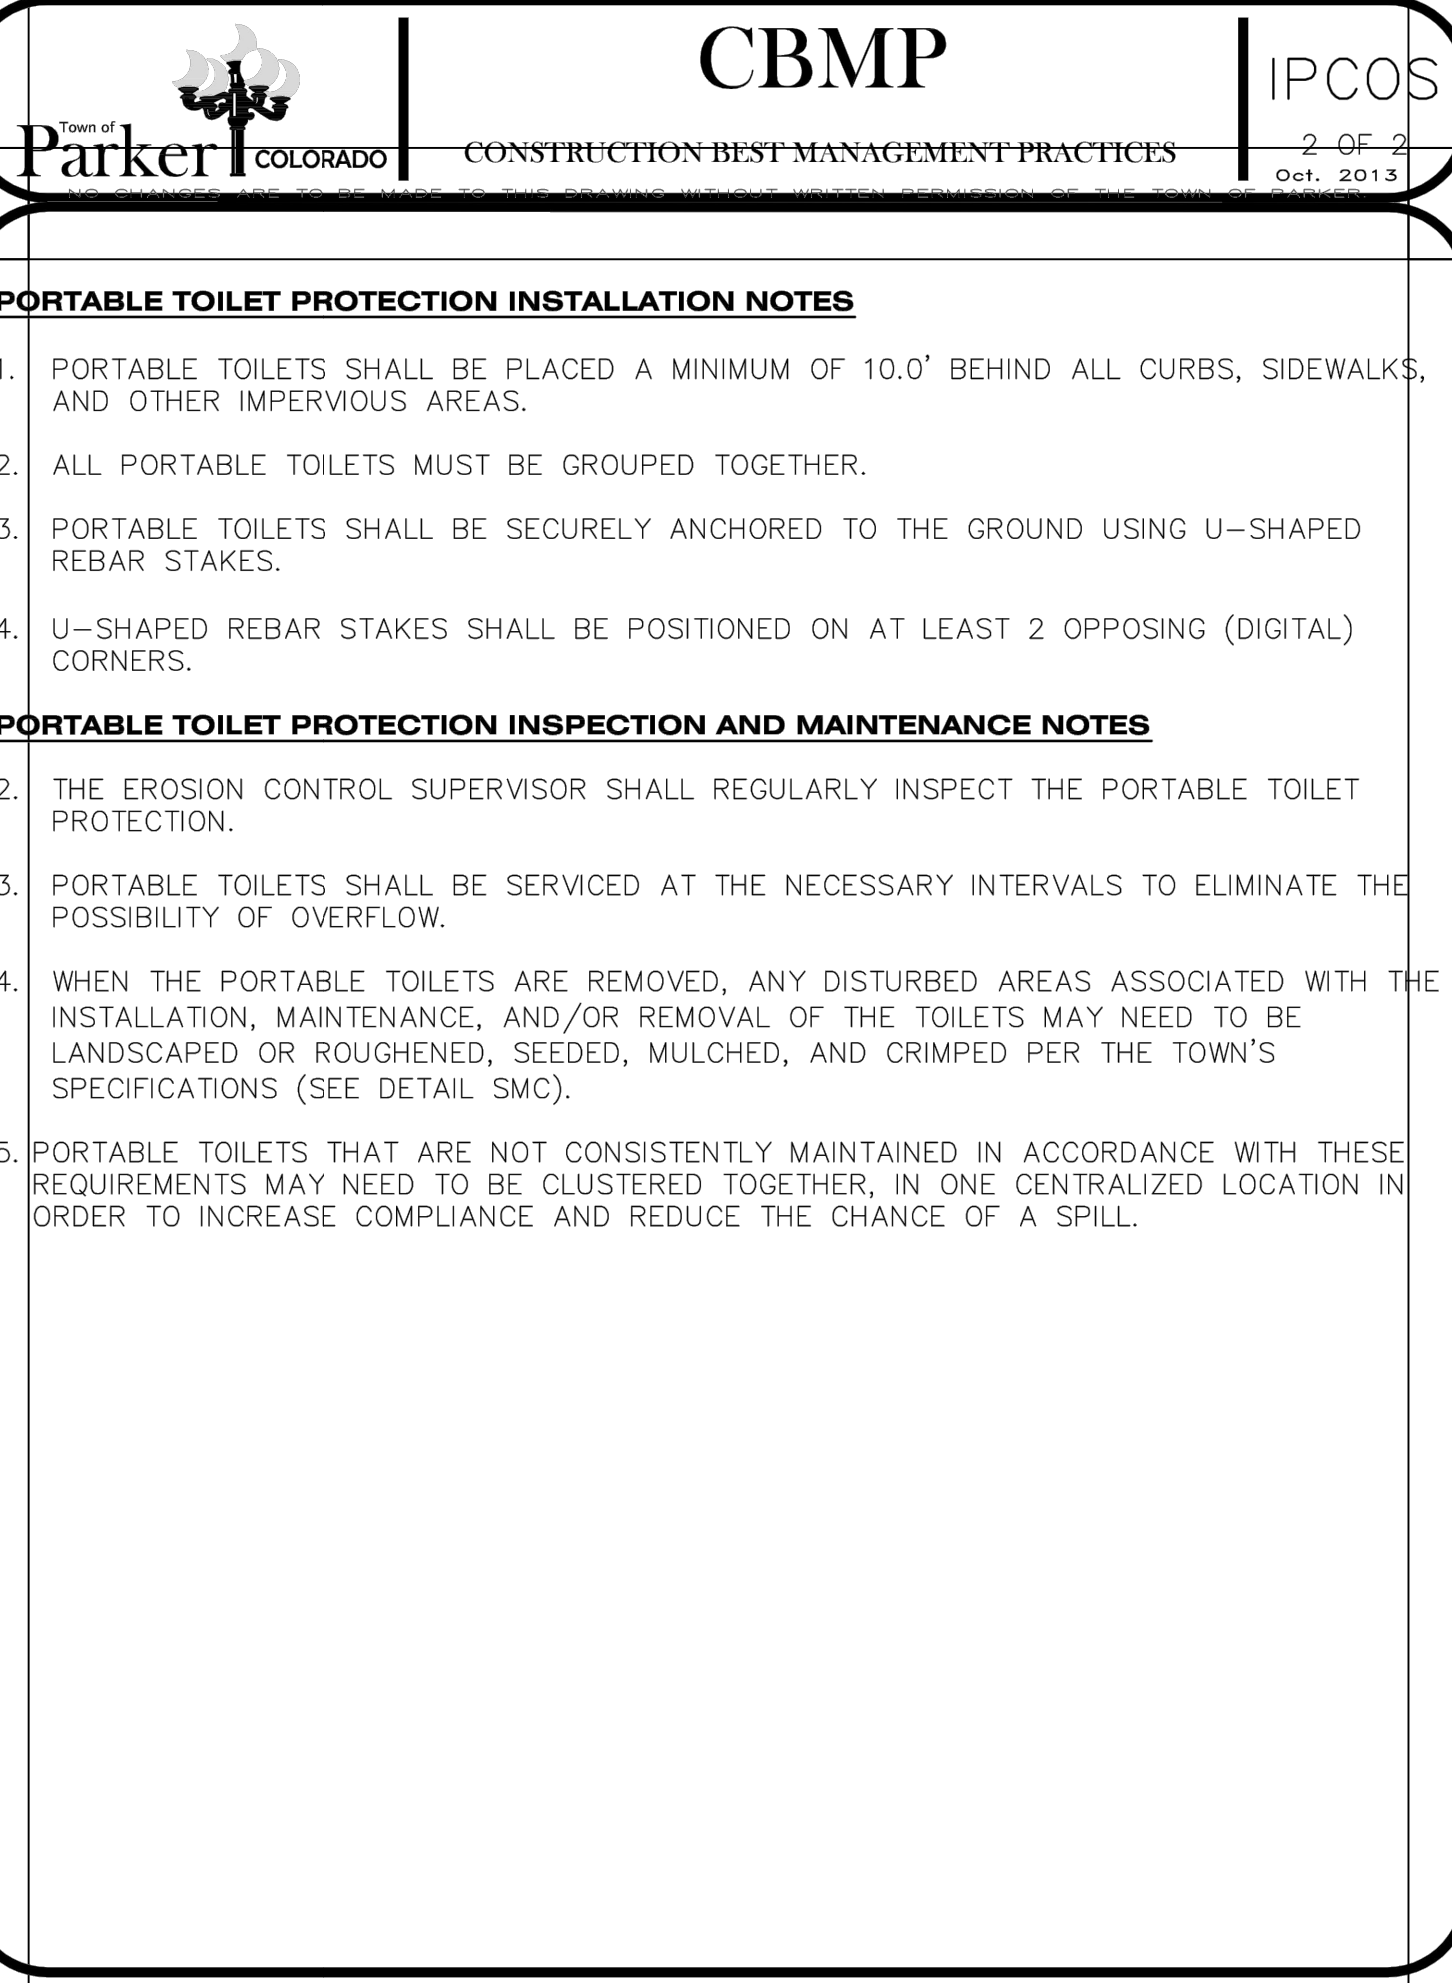 CBMP
IPCOS
Town of
Parker
COLORADO
CONSTRUCTION BEST MANAGEMENT PRACTICES
2 OF 2
Oct. 2013
NO CHANGES ARE TO BE MADE TO THIS DRAWING WITHOUT WRITTEN PERMISSION OF THE TOWN OF PARKER.
PORTABLE TOILET PROTECTION INSTALLATION NOTES
1. PORTABLE TOILETS SHALL BE PLACED A MINIMUM OF 10.0' BEHIND ALL CURBS, SIDEWALKS,
AND OTHER IMPERVIOUS AREAS.
2. ALL PORTABLE TOILETS MUST BE GROUPED TOGETHER.
3. PORTABLE TOILETS SHALL BE SECURELY ANCHORED TO THE GROUND USING U-SHAPED
REBAR STAKES.
4. U-SHAPED REBAR STAKES SHALL BE POSITIONED ON AT LEAST 2 OPPOSING (DIGITAL)
CORNERS.
PORTABLE TOILET PROTECTION INSPECTION AND MAINTENANCE NOTES
2. THE EROSION CONTROL SUPERVISOR SHALL REGULARLY INSPECT THE PORTABLE TOILET
PROTECTION.
3. PORTABLE TOILETS SHALL BE SERVICED AT THE NECESSARY INTERVALS TO ELIMINATE THE
POSSIBILITY OF OVERFLOW.
4. WHEN THE PORTABLE TOILETS ARE REMOVED, ANY DISTURBED AREAS ASSOCIATED WITH THE
INSTALLATION, MAINTENANCE, AND/OR REMOVAL OF THE TOILETS MAY NEED TO BE
LANDSCAPED OR ROUGHENED, SEEDED, MULCHED, AND CRIMPED PER THE TOWN'S
SPECIFICATIONS (SEE DETAIL SMC).
5. PORTABLE TOILETS THAT ARE NOT CONSISTENTLY MAINTAINED IN ACCORDANCE WITH THESE
REQUIREMENTS MAY NEED TO BE CLUSTERED TOGETHER, IN ONE CENTRALIZED LOCATION IN
ORDER TO INCREASE COMPLIANCE AND REDUCE THE CHANCE OF A SPILL.